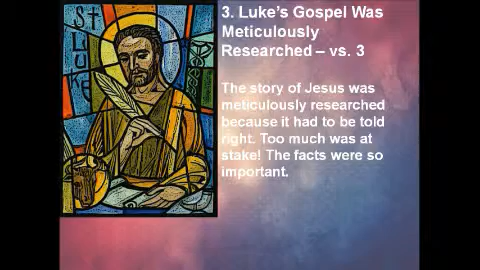 ST
LUKE
3. Luke's Gospel Was
Meticulously
Researched – vs. 3
The story of Jesus was
meticulously researched
because it had to be told
right. Too much was at
stake! The facts were so
important.